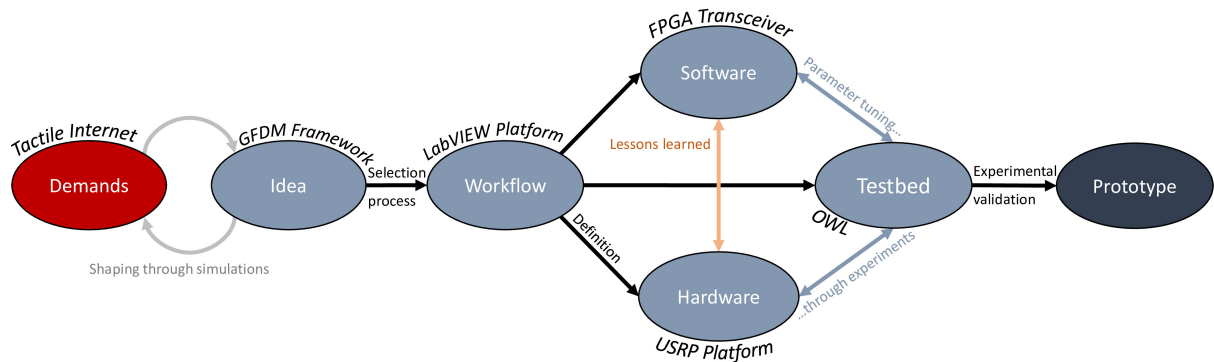 Tactile Internet
Demands
Shaping through simulations
GFDM Framework
Idea
Selection
process
LabVIEW Platform
Workflow
Definition
FPGA Transceiver
Software
Lessons learned
Hardware
USRP Platform
Parameter tuning...
...through experiments
Testbed
OWL
Experimental
validation
Prototype